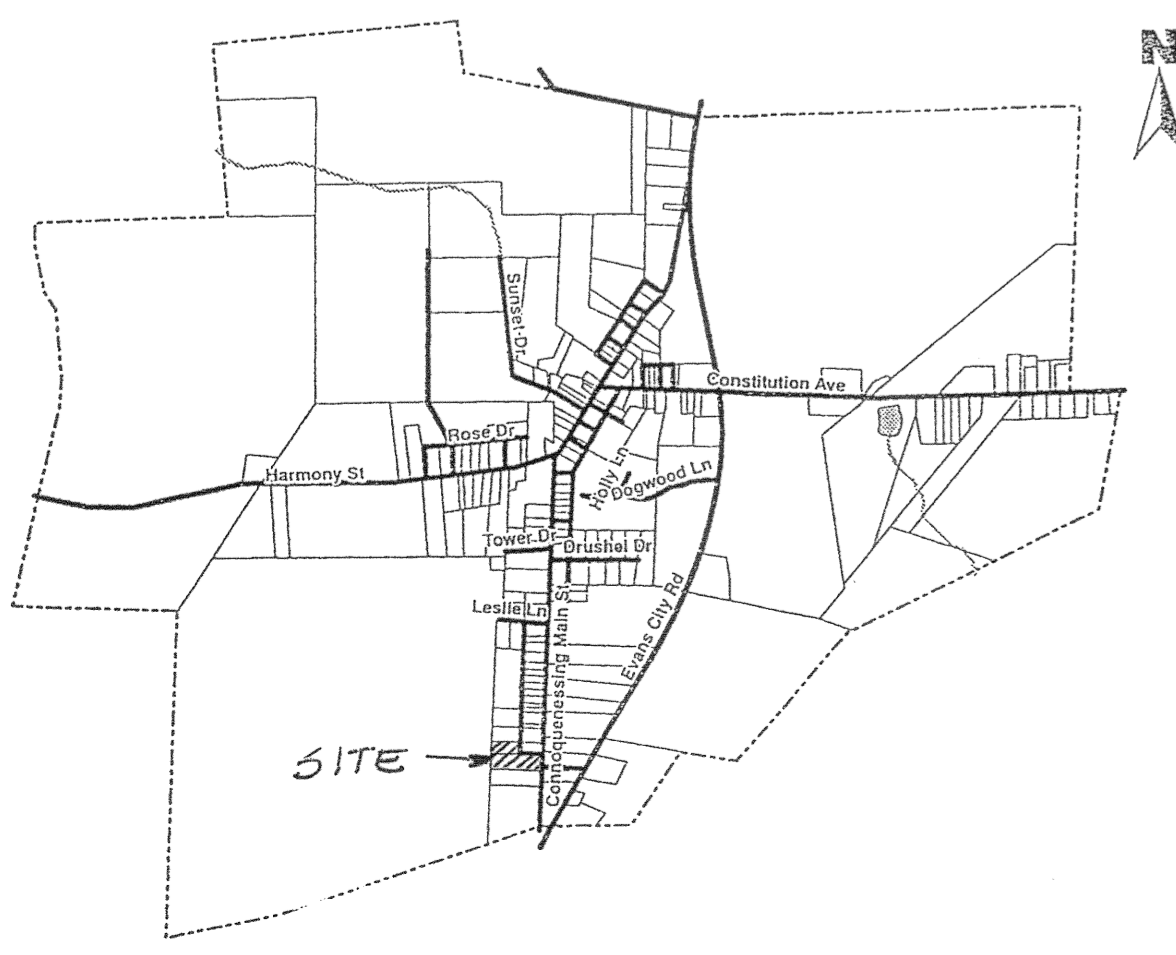 N
Sunset Dr
Constitution Ave
Rose Dr
Harmony St
Holly Ln
Dogwood Ln
Tower Dr
Drushel Dr
Leslie Ln
Connoquenessing Main St
Evans City Rd
SITE